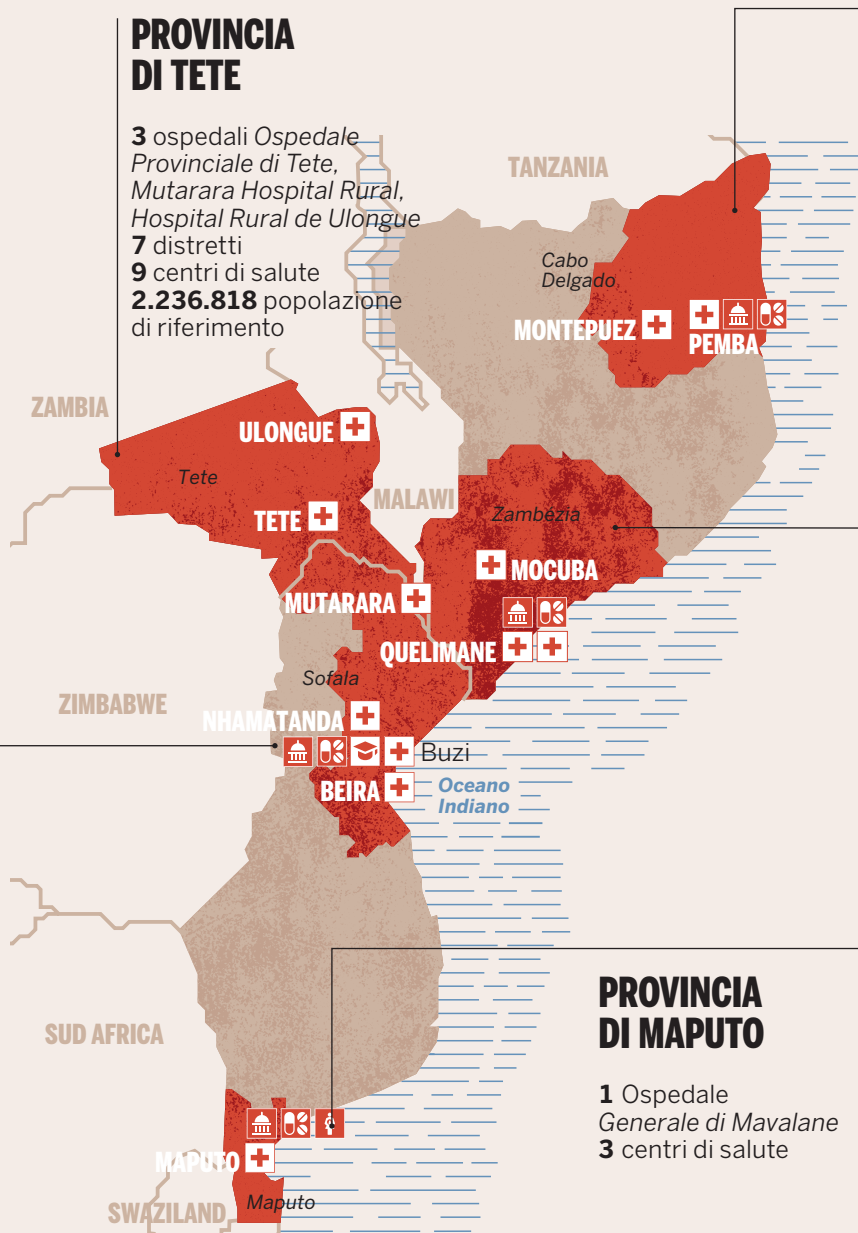 PROVINCIA
DI TETE
3 ospedali Ospedale
Provinciale di Tete,
Mutarara Hospital Rural,
Hospital Rural de Ulongue
7 distretti
9 centri di salute
2.236.818 popolazione
di riferimento
TANZANIA
Cabo
Delgado
MONTEPUEZ
PEMBA
ZAMBIA
ULONGUE
Tete
MALAWI
TETE
Zambezia
MOCUBA
MUTARARA
QUELIMANE
Sofala
ZIMBABWE
NHAMATANDA
Buzi
BEIRA
Oceano
Indiano
PROVINCIA
DI MAPUTO
1 Ospedale
Generale di Mavalane
3 centri di salute
SUD AFRICA
MAPUTO
Maputo
SWAZILAND